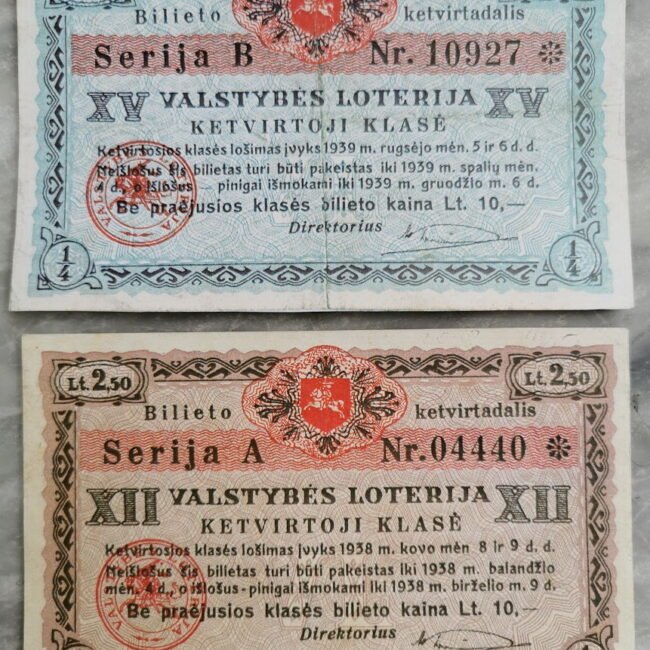 Bilieto ketvirtadalis
Serija B Nr. 10927
XV VALSTYBĖS LOTERIJA XV
KETVIRTOJI KLASĖ
Ketvirtosios klasės lošimas įvyks 1939 m. rugsėjo mėn. 5 ir 6 d. d.
Neišlošus šis bilietas turi būti pakeistas iki 1939 m. spalių mėn.
4 d., o išlošus pinigai išmokami iki 1939 m. gruodžio m. 6 d.
Be praėjusios klasės bilieto kaina Lt. 10,—
Direktorius
1/4 1/4
Lt. 2,50 Lt. 2,50
Bilieto ketvirtadalis
Serija A Nr. 04440
XII VALSTYBĖS LOTERIJA XII
KETVIRTOJI KLASĖ
Ketvirtosios klasės lošimas įvyks 1938 m. kovo mėn 8 ir 9 d. d.
Neišlošus šis bilietas turi būti pakeistas iki 1938 m. balandžio
mėn. 4 d., o išlošus - pinigai išmokami iki 1938 m. birželio m. 9 d.
Be praėjusios klasės bilieto kaina Lt. 10,—
Direktorius